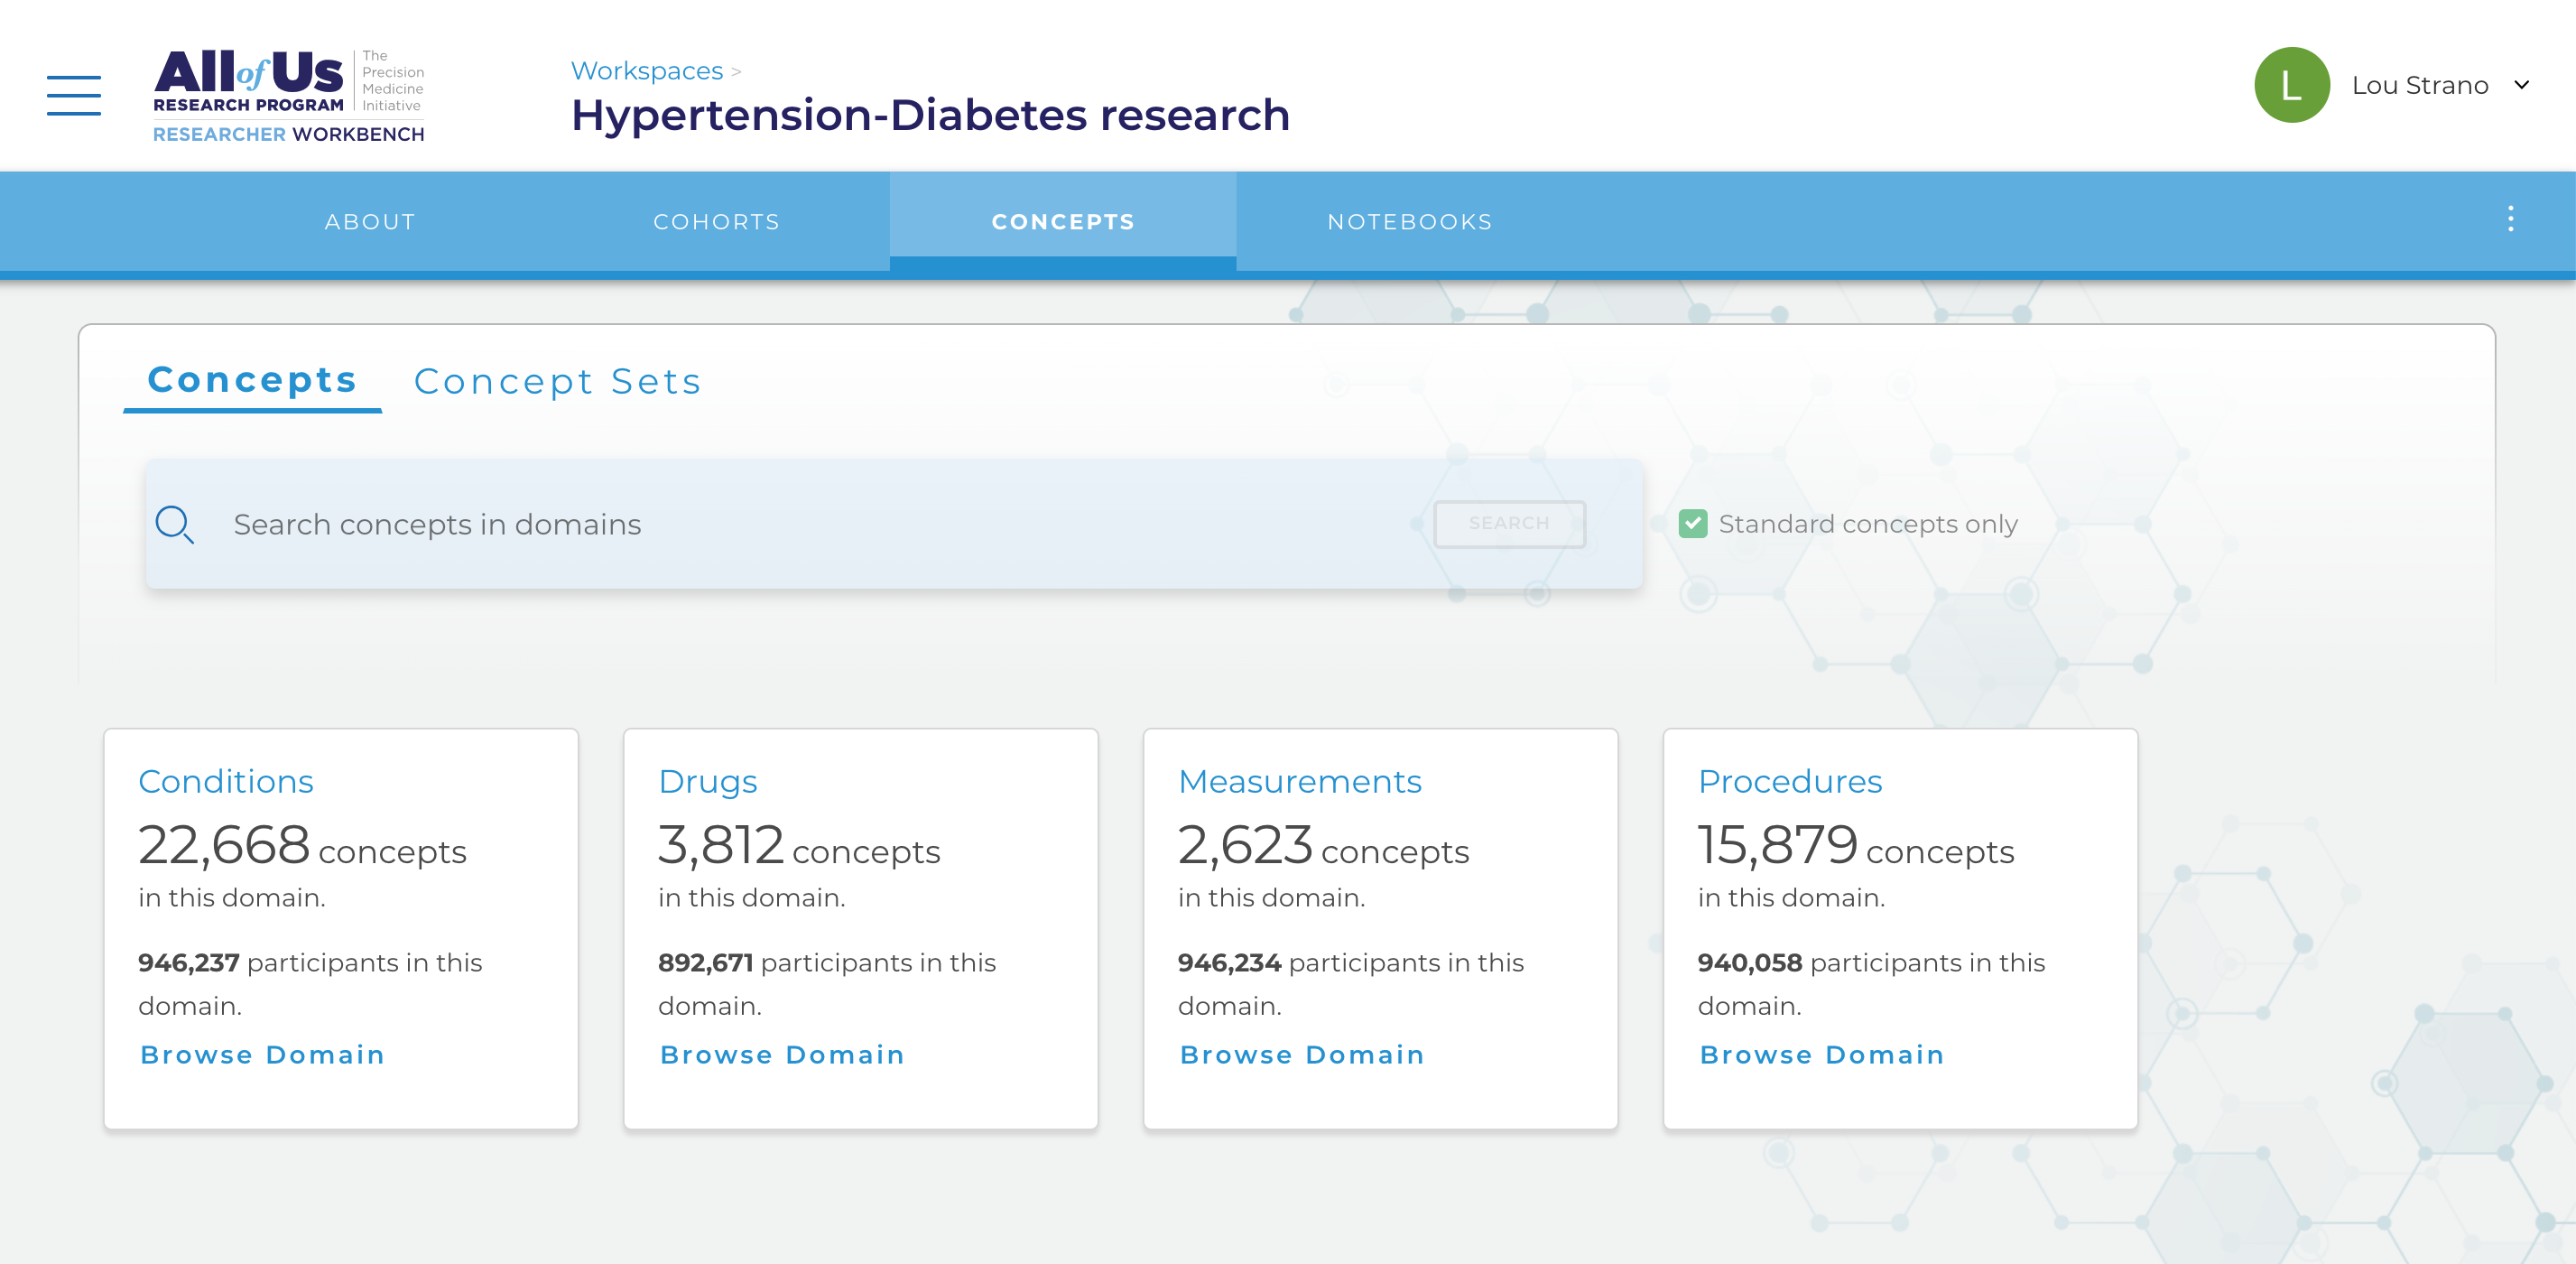 All of Us
RESEARCH PROGRAM
The
Precision
Medicine
Initiative
RESEARCHER WORKBENCH
Workspaces >
Hypertension-Diabetes research
L
Lou Strano
ABOUT
COHORTS
CONCEPTS
NOTEBOOKS
Concepts
Concept Sets
Search concepts in domains
SEARCH
Standard concepts only
Conditions
22,668 concepts
in this domain.
946,237 participants in this
domain.
Browse Domain
Drugs
3,812 concepts
in this domain.
892,671 participants in this
domain.
Browse Domain
Measurements
2,623 concepts
in this domain.
946,234 participants in this
domain.
Browse Domain
Procedures
15,879 concepts
in this domain.
940,058 participants in this
domain.
Browse Domain